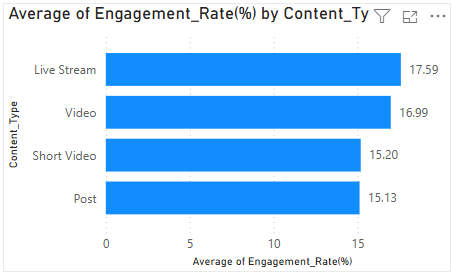 Average of Engagement_Rate(%) by Content_Ty
Content_Type
Live Stream 17.59
Video 16.99
Short Video 15.20
Post 15.13
0 5 10 15
Average of Engagement_Rate(%)